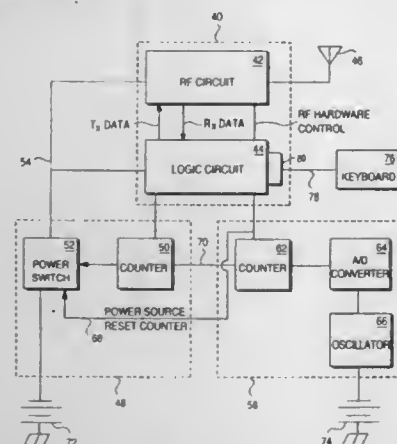 40
RF CIRCUIT
42
46
TX DATA
RX DATA
RF HARDWARE
CONTROL
54
LOGIC CIRCUIT
44
80
KEYBOARD
76
78
POWER
SWITCH
52
COUNTER
50
70
COUNTER
62
A/D
CONVERTER
64
POWER SOURCE
RESET COUNTER
68
OSCILLATOR
66
48
58
72
74